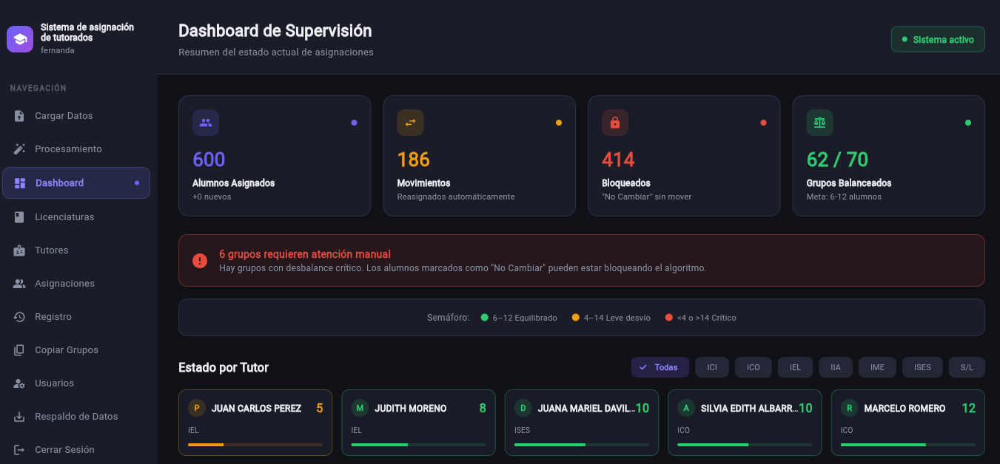 Sistema de asignación
de tutorados
fernanda
NAVEGACIÓN
Cargar Datos
Procesamiento
Dashboard
Licenciaturas
Tutores
Asignaciones
Registro
Copiar Grupos
Usuarios
Respaldo de Datos
Cerrar Sesión
Dashboard de Supervisión
Resumen del estado actual de asignaciones
Sistema activo
600
Alumnos Asignados
+0 nuevos
186
Movimientos
Reasignados automáticamente
414
Bloqueados
"No Cambiar" sin mover
62 / 70
Grupos Balanceados
Meta: 6-12 alumnos
6 grupos requieren atención manual
Hay grupos con desbalance crítico. Los alumnos marcados como "No Cambiar" pueden estar bloqueando el algoritmo.
Semáforo: 6–12 Equilibrado 4–14 Leve desvío <4 o >14 Crítico
Estado por Tutor
Todas ICI ICO IEL IIA IME ISES S/L
P JUAN CARLOS PEREZ 5
IEL
M JUDITH MORENO 8
IEL
D JUANA MARIEL DAVIL... 10
ISES
A SILVIA EDITH ALBARR... 10
ICO
R MARCELO ROMERO 12
ICO